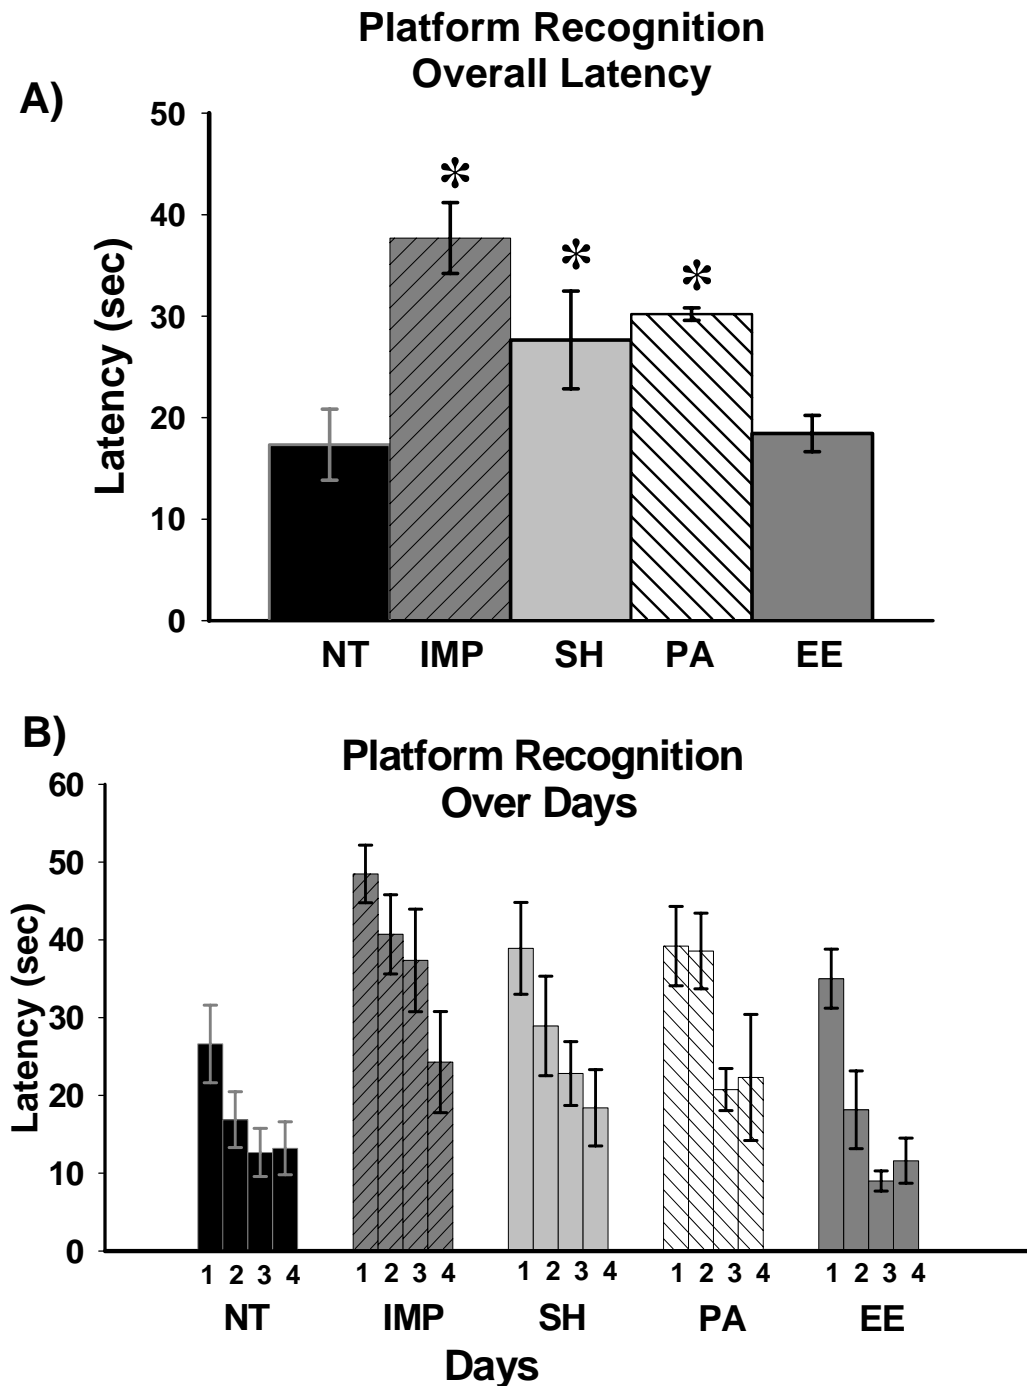 Platform Recognition
Overall Latency
A)
50
40
30
20
10
0
Latency (sec)
*
*
*
NT IMP SH PA EE
B)
Platform Recognition
Over Days
60
50
40
30
20
10
0
Latency (sec)
1 2 3 4 1 2 3 4 1 2 3 4 1 2 3 4 1 2 3 4
NT IMP SH PA EE
Days